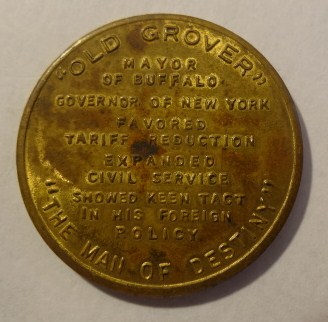 "OLD GROVER"
MAYOR
OF BUFFALO
GOVERNOR OF NEW YORK
FAVORED
TARIFF REDUCTION
EXPANDED
CIVIL SERVICE
SHOWED KEEN TACT
IN HIS FOREIGN
POLICY
"THE MAN OF DESTINY"